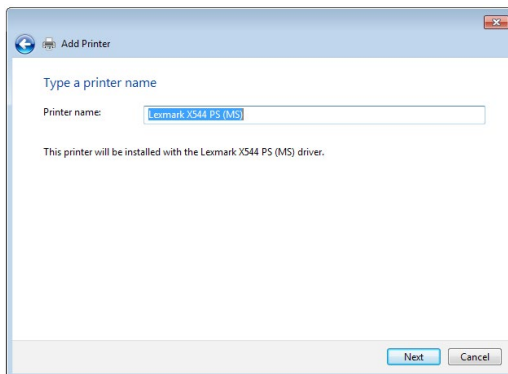 Add Printer
Type a printer name
Printer name: Lexmark X544 PS (MS)
This printer will be installed with the Lexmark X544 PS (MS) driver.
Next Cancel